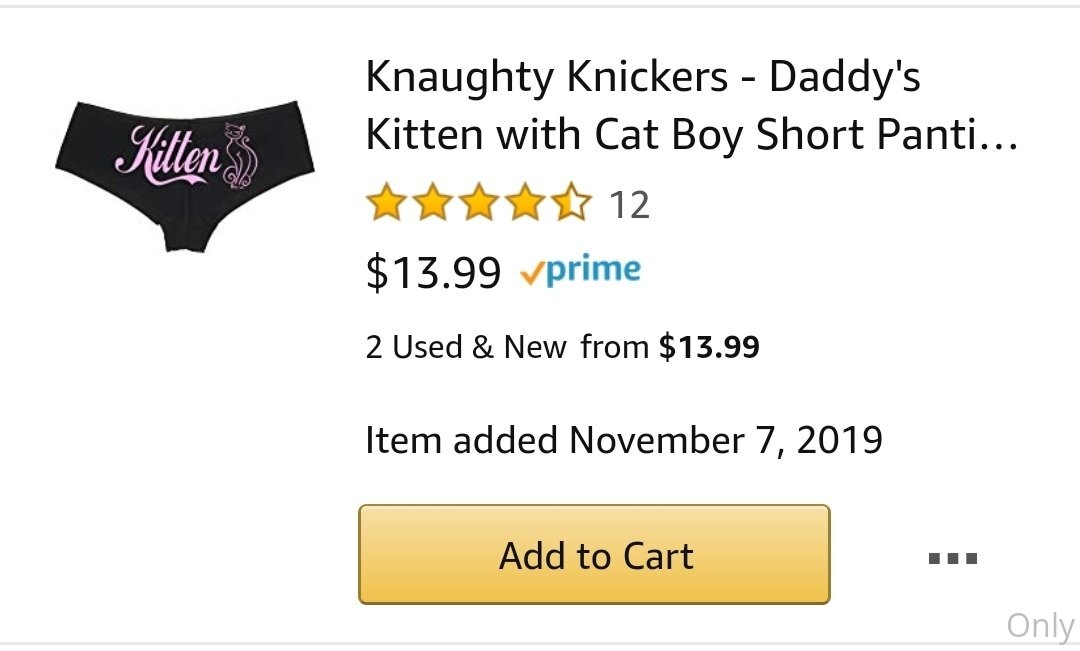 Kitten
Knaughty Knickers - Daddy's
Kitten with Cat Boy Short Panti...
12
$13.99 prime
2 Used & New from $13.99
Item added November 7, 2019
Add to Cart
Only